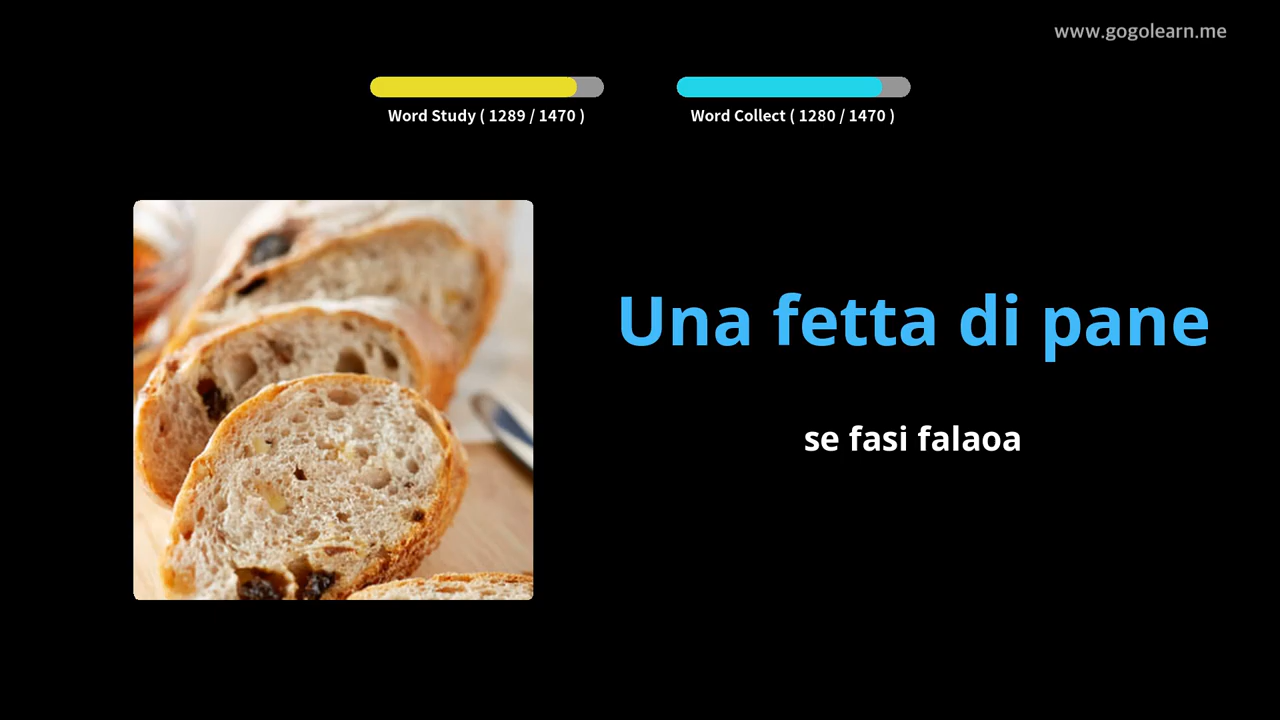 www.gogolearn.me
Word Study ( 1289 / 1470 )
Word Collect ( 1280 / 1470 )
Una fetta di pane
se fasi falaoa